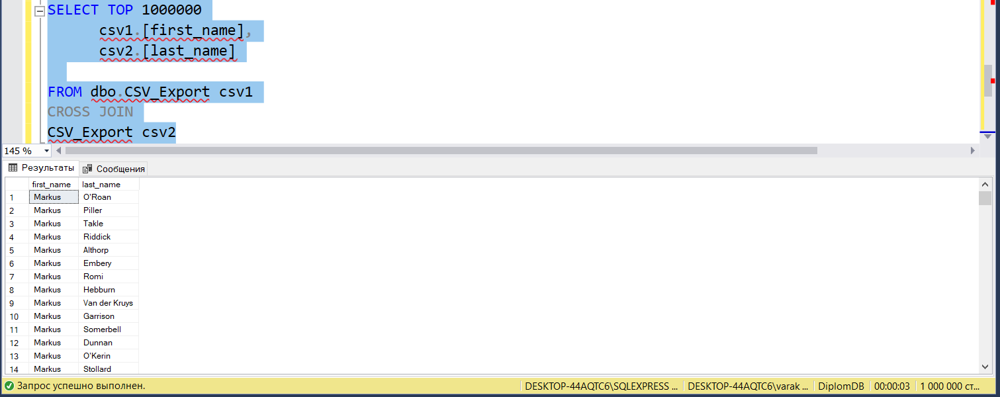 SELECT TOP 1000000
csv1.[first_name],
csv2.[last_name]
FROM dbo.CSV_Export csv1
CROSS JOIN
CSV_Export csv2
145 %
Результаты Сообщения
first_name last_name
1 Markus O'Roan
2 Markus Piller
3 Markus Takle
4 Markus Riddick
5 Markus Althorp
6 Markus Embery
7 Markus Romi
8 Markus Hebburn
9 Markus Van der Kruys
10 Markus Garrison
11 Markus Somerbell
12 Markus Dunnan
13 Markus O'Kerin
14 Markus Stollard
Запрос успешно выполнен. DESKTOP-44AQTC6\SQLEXPRESS ... DESKTOP-44AQTC6\varak ... DiplomDB 00:00:03 1 000 000 ст...